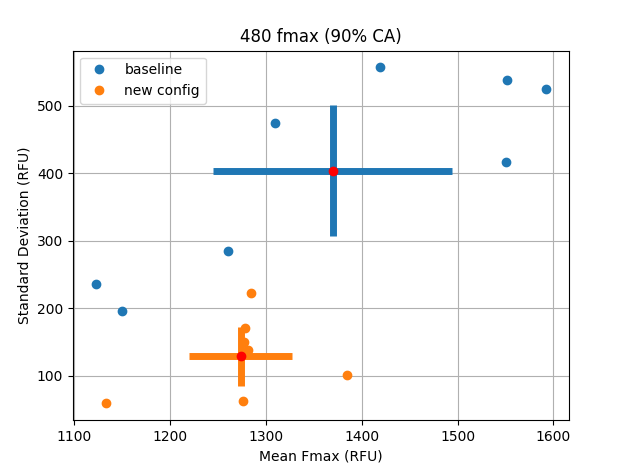 480 fmax (90% CA)
baseline
new config
Standard Deviation (RFU)
500
400
300
200
100
1100 1200 1300 1400 1500 1600
Mean Fmax (RFU)